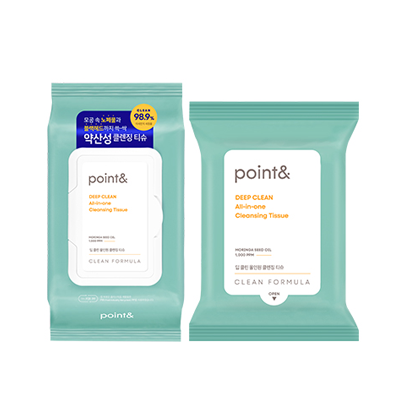 모공 속 노폐물과
블랙헤드까지 싹-싹
약산성 클렌징 티슈
CLEAN
98.9%
point&
DEEP CLEAN
All-in-one
Cleansing Tissue
MORINGA SEED OIL
1,000 PPM
딥 클린 올인원 클렌징 티슈
CLEAN FORMULA
point&
point&
DEEP CLEAN
All-in-one
Cleansing Tissue
MORINGA SEED OIL
1,000 PPM
딥 클린 올인원 클렌징 티슈
CLEAN FORMULA
OPEN